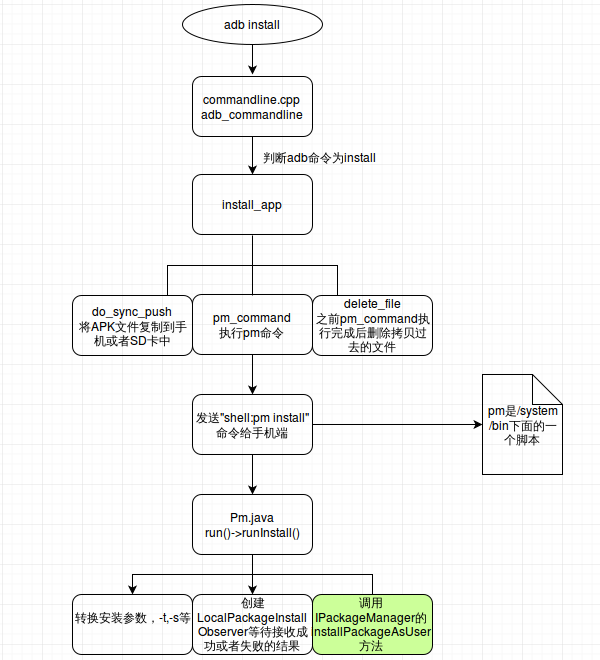 adb install
commandline.cpp
adb_commandline
判断adb命令为install
install_app
do_sync_push
将APK文件复制到手
机或者SD卡中
pm_command
执行pm命令
delete_file
之前pm_command执
行完成后删除拷贝过
去的文件
发送"shell:pm install"
命令给手机端
pm是/system
/bin下面的一
个脚本
Pm.java
run()->runInstall()
转换安装参数，-t,-s等
创建
LocalPackageInstall
Observer等待接收成
功或者失败的结果
调用
IPackageManager的
installPackageAsUser
方法